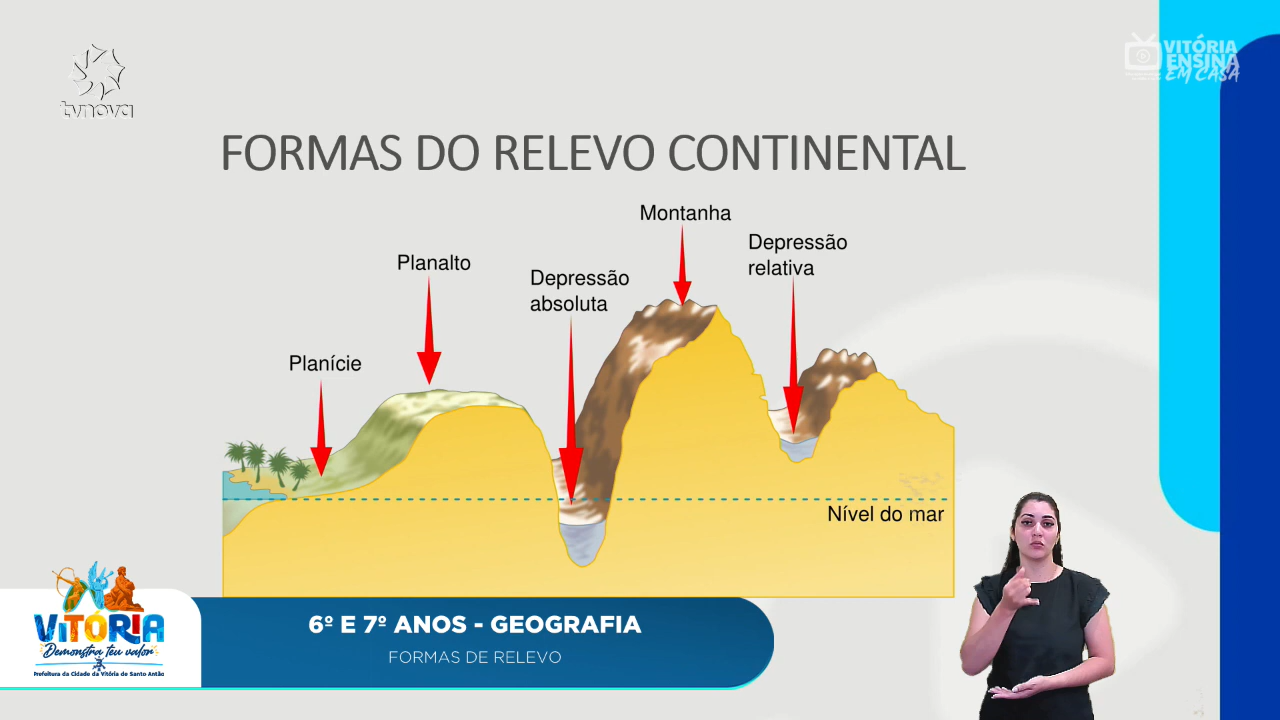 tvnova
VITÓRIA
ENSINA
EM CASA
FORMAS DO RELEVO CONTINENTAL
Montanha
Depressão
relativa
Planalto
Depressão
absoluta
Planície
Nível do mar
6º E 7º ANOS - GEOGRAFIA
FORMAS DE RELEVO
VITÓRIA
Demonstra teu valor
Prefeitura da Cidade da Vitória de Santo Antão